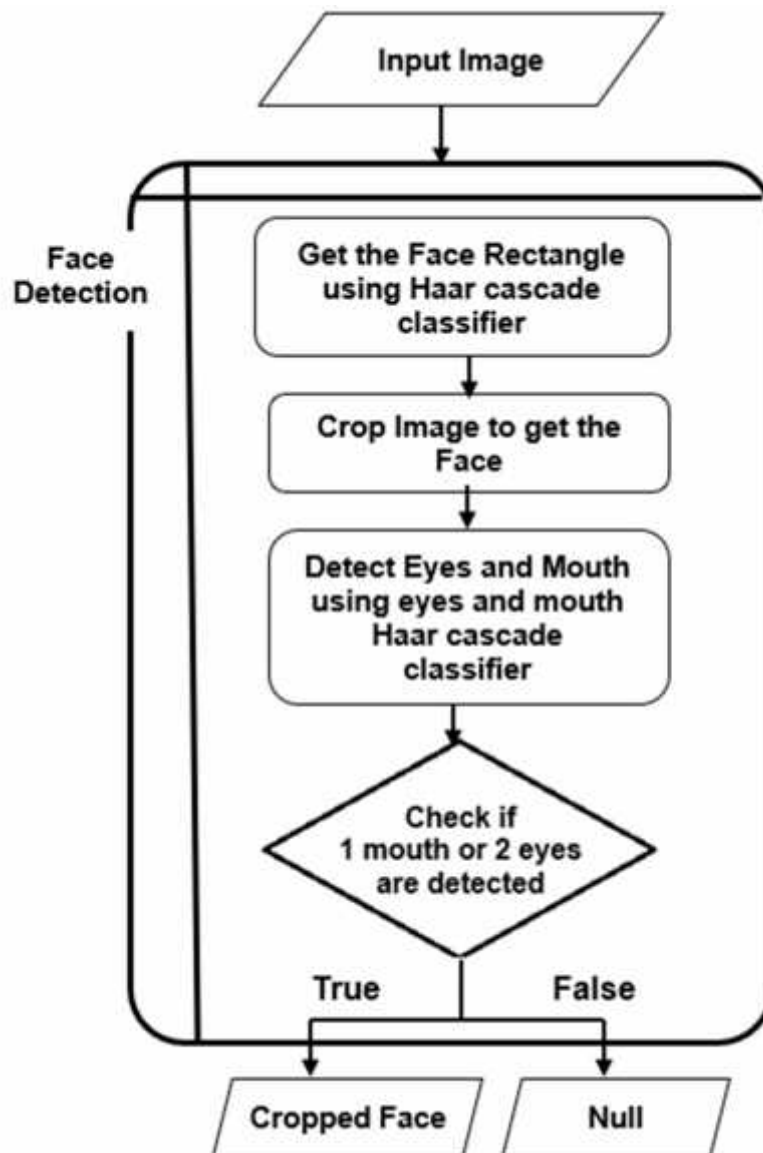 Input Image
Face
Detection
Get the Face Rectangle
using Haar cascade
classifier
Crop Image to get the
Face
Detect Eyes and Mouth
using eyes and mouth
Haar cascade
classifier
Check if
1 mouth or 2 eyes
are detected
True
False
Cropped Face
Null